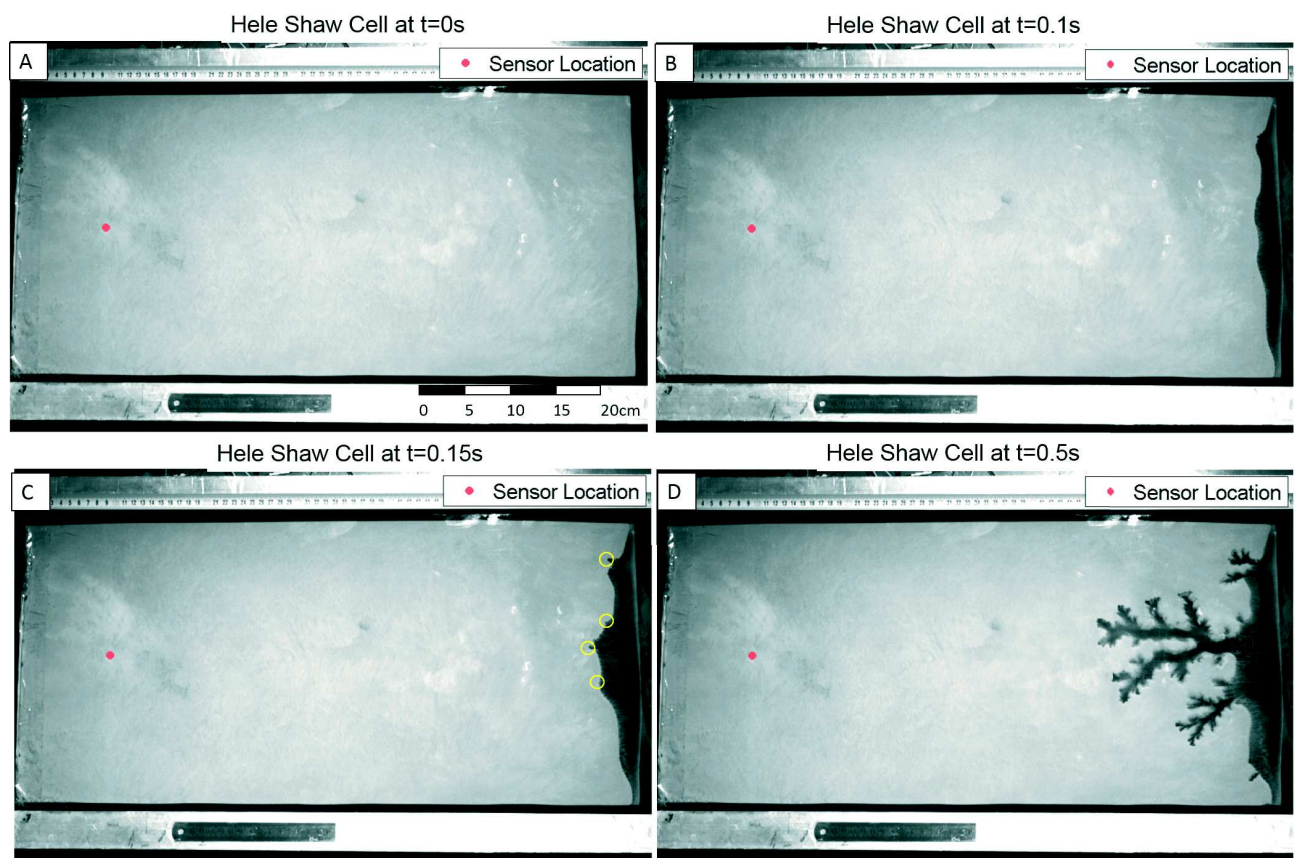 Hele Shaw Cell at t=0s
A
Sensor Location
0 5 10 15 20cm
Hele Shaw Cell at t=0.1s
B
Sensor Location
Hele Shaw Cell at t=0.15s
C
Sensor Location
Hele Shaw Cell at t=0.5s
D
Sensor Location